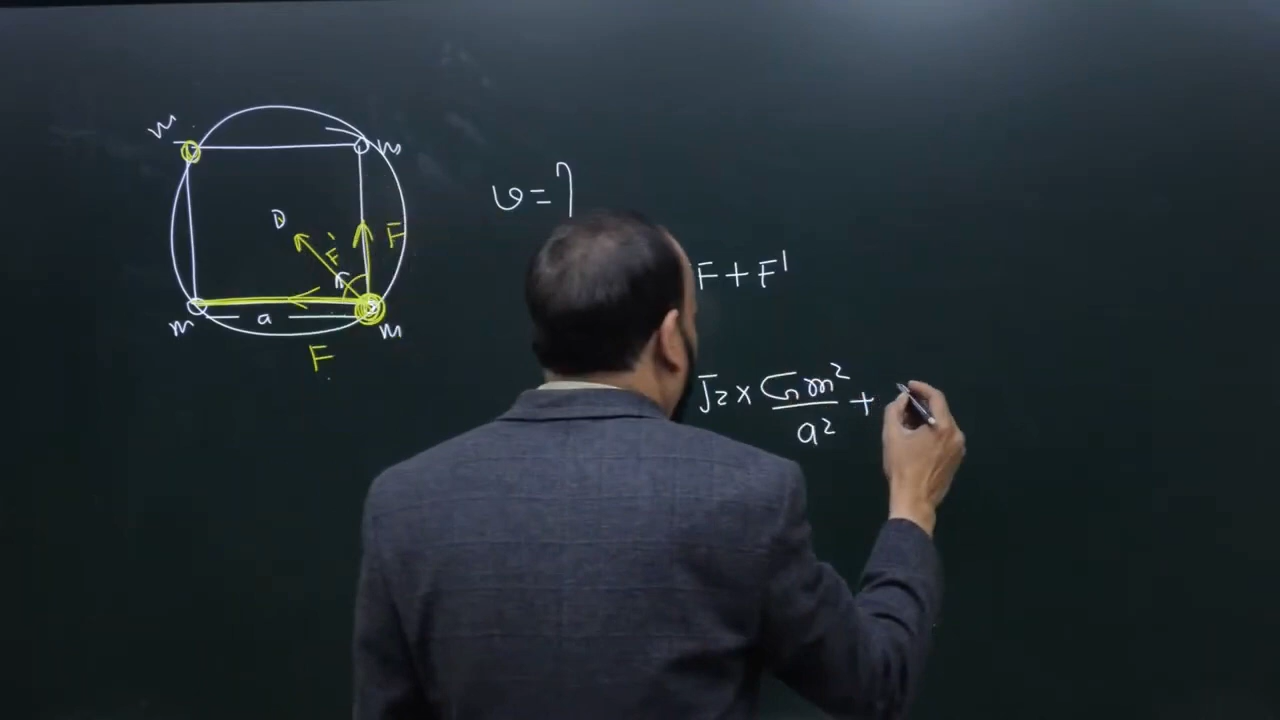 m
m
D
F'
F
a
m
m
F
v = ?
F + F'
√2 × Gm²/a² +